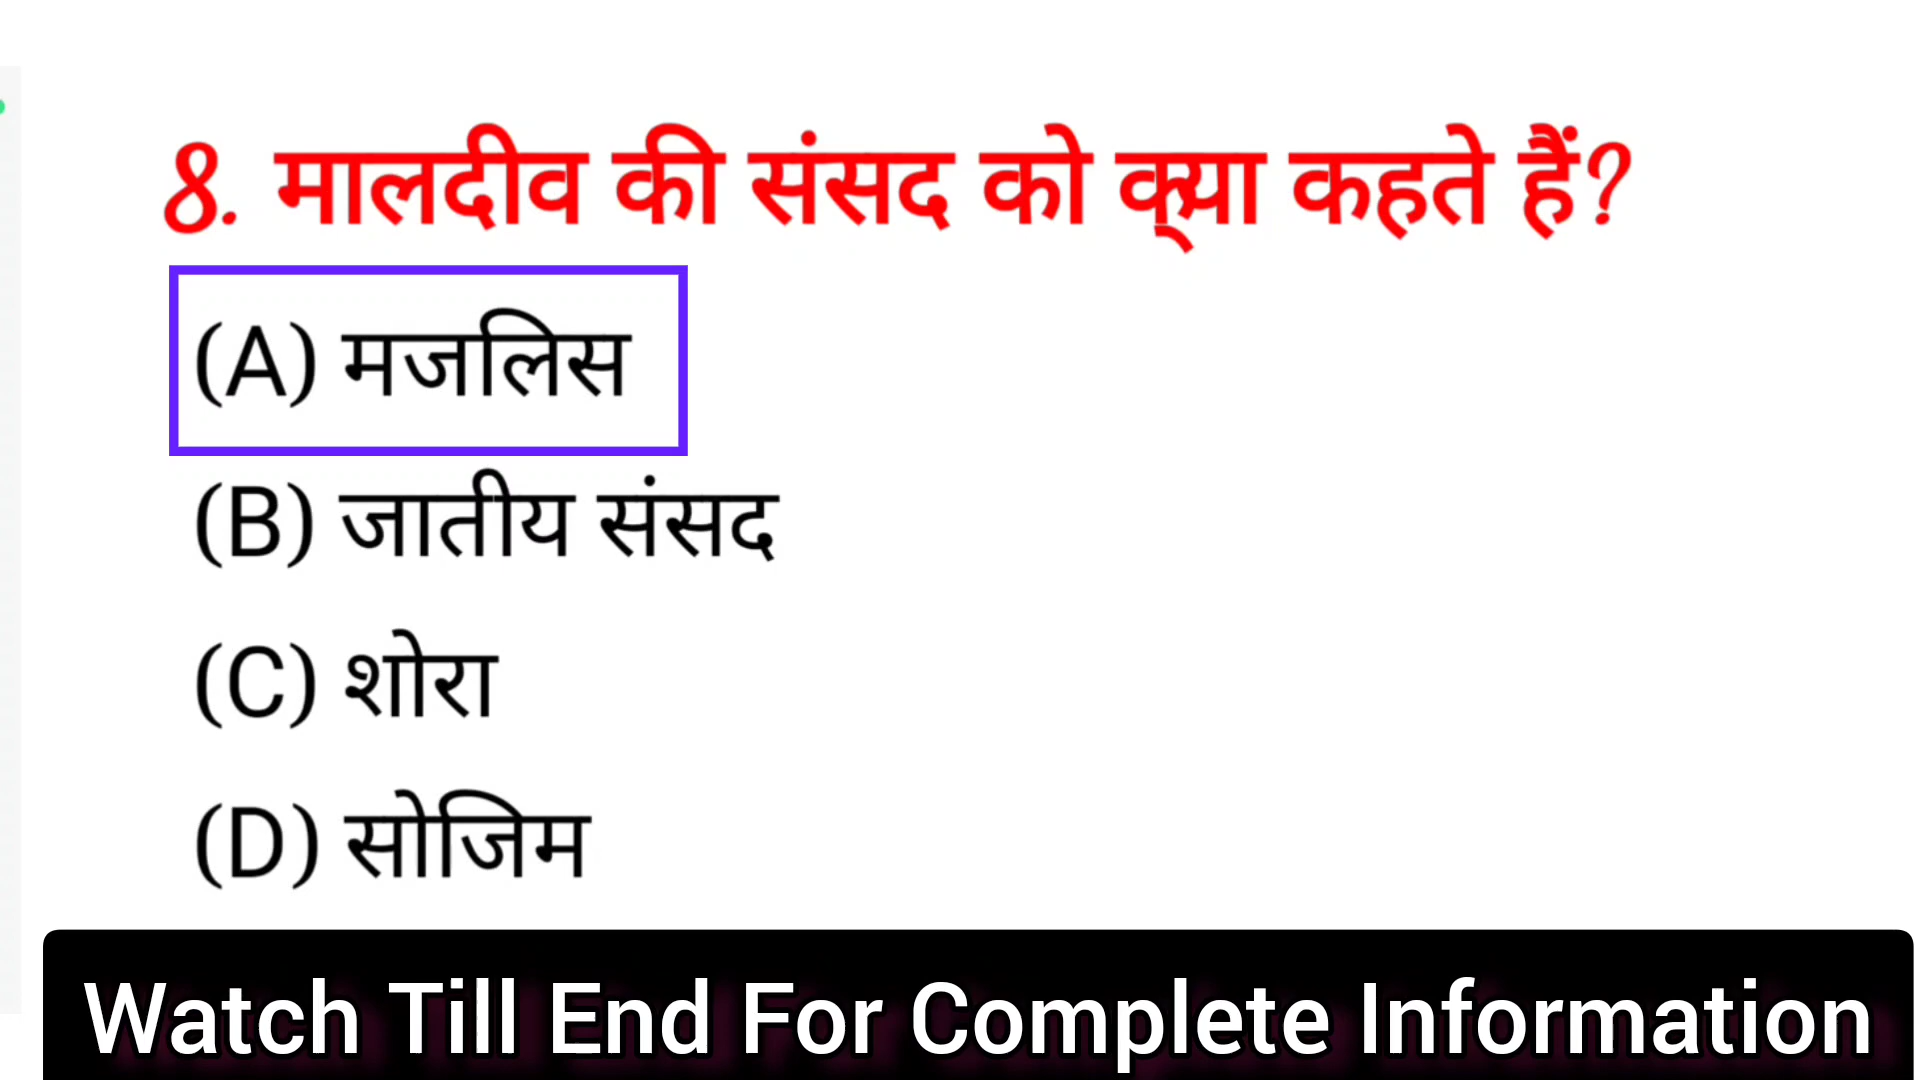 8. मालदीव की संसद को क्या कहते हैं?
(A) मजलिस
(B) जातीय संसद
(C) शोरा
(D) सोजिम
Watch Till End For Complete Information